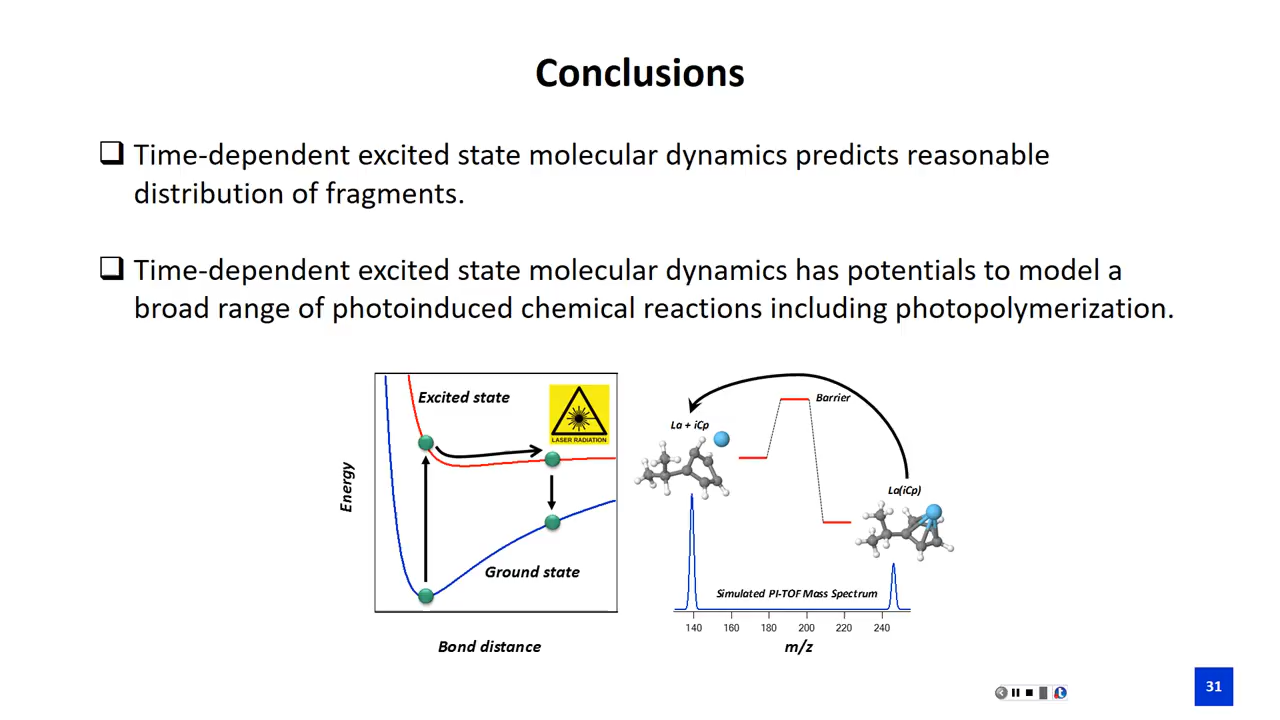 Conclusions
Time-dependent excited state molecular dynamics predicts reasonable
distribution of fragments.
Time-dependent excited state molecular dynamics has potentials to model a
broad range of photoinduced chemical reactions including photopolymerization.
Excited state
LASER RADIATION
Energy
Ground state
Bond distance
Barrier
La + iCp
La(iCp)
Simulated PI-TOF Mass Spectrum
140 160 180 200 220 240
m/z
31